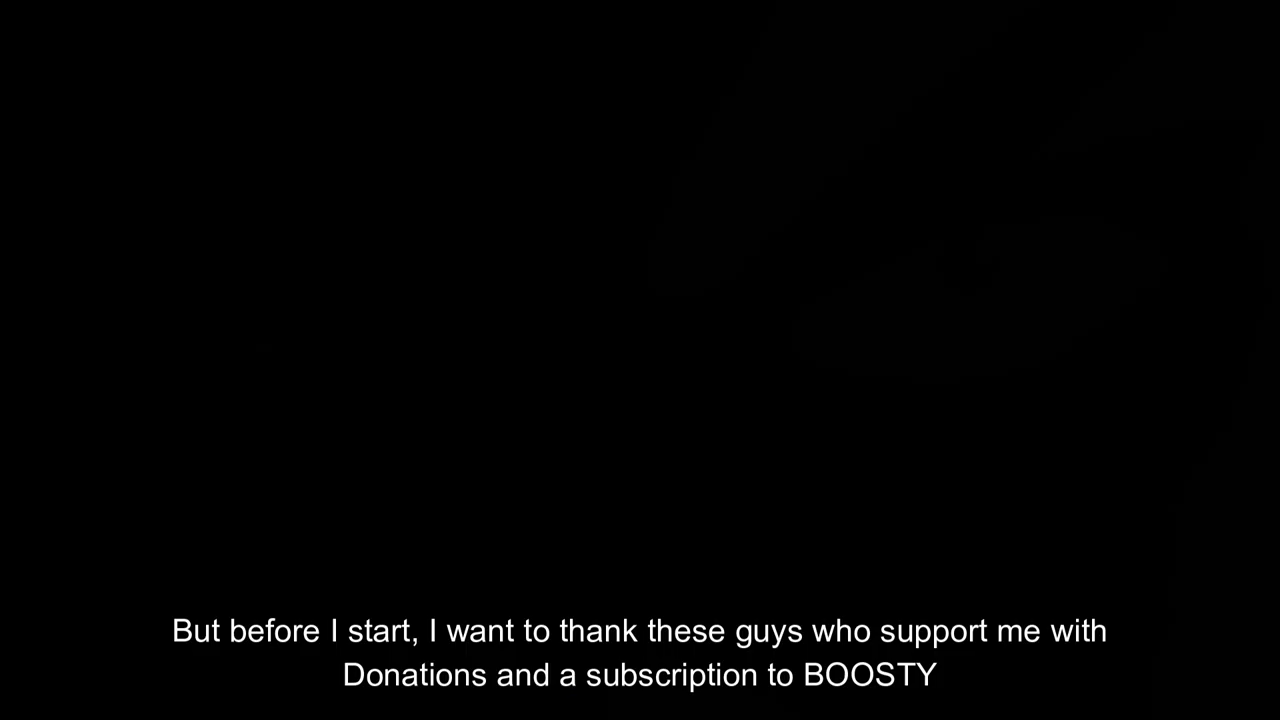 But before I start, I want to thank these guys who support me with
Donations and a subscription to BOOSTY